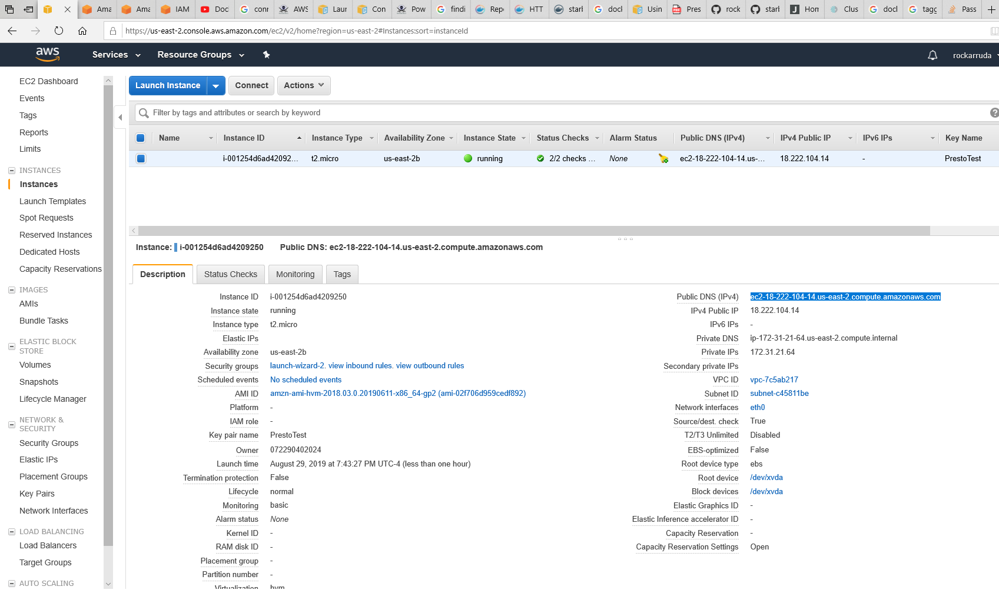 Ama
Ama
IAM
Doc
conr
AWS
Laur
Con
Pow
findi
Repo
HTT
starl
docl
Usin
Pres
rock
starl
Hom
Clus
docl
tagg
Pass
https://us-east-2.console.aws.amazon.com/ec2/v2/home?region=us-east-2#Instances:sort=instanceId
aws
Services
Resource Groups
rockarruda
EC2 Dashboard
Events
Tags
Reports
Limits
INSTANCES
Instances
Launch Templates
Spot Requests
Reserved Instances
Dedicated Hosts
Capacity Reservations
IMAGES
AMIs
Bundle Tasks
ELASTIC BLOCK
STORE
Volumes
Snapshots
Lifecycle Manager
NETWORK &
SECURITY
Security Groups
Elastic IPs
Placement Groups
Key Pairs
Network Interfaces
LOAD BALANCING
Load Balancers
Target Groups
AUTO SCALING
Launch Instance
Connect
Actions
Filter by tags and attributes or search by keyword
Name Instance ID Instance Type Availability Zone Instance State Status Checks Alarm Status Public DNS (IPv4) IPv4 Public IP IPv6 IPs Key Name
i-001254d6ad42092... t2.micro us-east-2b running 2/2 checks ... None ec2-18-222-104-14.us-... 18.222.104.14 - PrestoTest
Instance: i-001254d6ad4209250 Public DNS: ec2-18-222-104-14.us-east-2.compute.amazonaws.com
Description Status Checks Monitoring Tags
Instance ID i-001254d6ad4209250
Instance state running
Instance type t2.micro
Elastic IPs
Availability zone us-east-2b
Security groups launch-wizard-2. view inbound rules. view outbound rules
Scheduled events No scheduled events
AMI ID amzn-ami-hvm-2018.03.0.20190611-x86_64-gp2 (ami-02f706d959cedf892)
Platform -
IAM role -
Key pair name PrestoTest
Owner 072290402024
Launch time August 29, 2019 at 7:43:27 PM UTC-4 (less than one hour)
Termination protection False
Lifecycle normal
Monitoring basic
Alarm status None
Kernel ID -
RAM disk ID -
Placement group -
Partition number -
Virtualization hvm
Public DNS (IPv4) ec2-18-222-104-14.us-east-2.compute.amazonaws.com
IPv4 Public IP 18.222.104.14
IPv6 IPs -
Private DNS ip-172-31-21-64.us-east-2.compute.internal
Private IPs 172.31.21.64
Secondary private IPs
VPC ID vpc-7c5ab217
Subnet ID subnet-c45811be
Network interfaces eth0
Source/dest. check True
T2/T3 Unlimited Disabled
EBS-optimized False
Root device type ebs
Root device /dev/xvda
Block devices /dev/xvda
Elastic Graphics ID -
Elastic Inference accelerator ID -
Capacity Reservation -
Capacity Reservation Settings Open